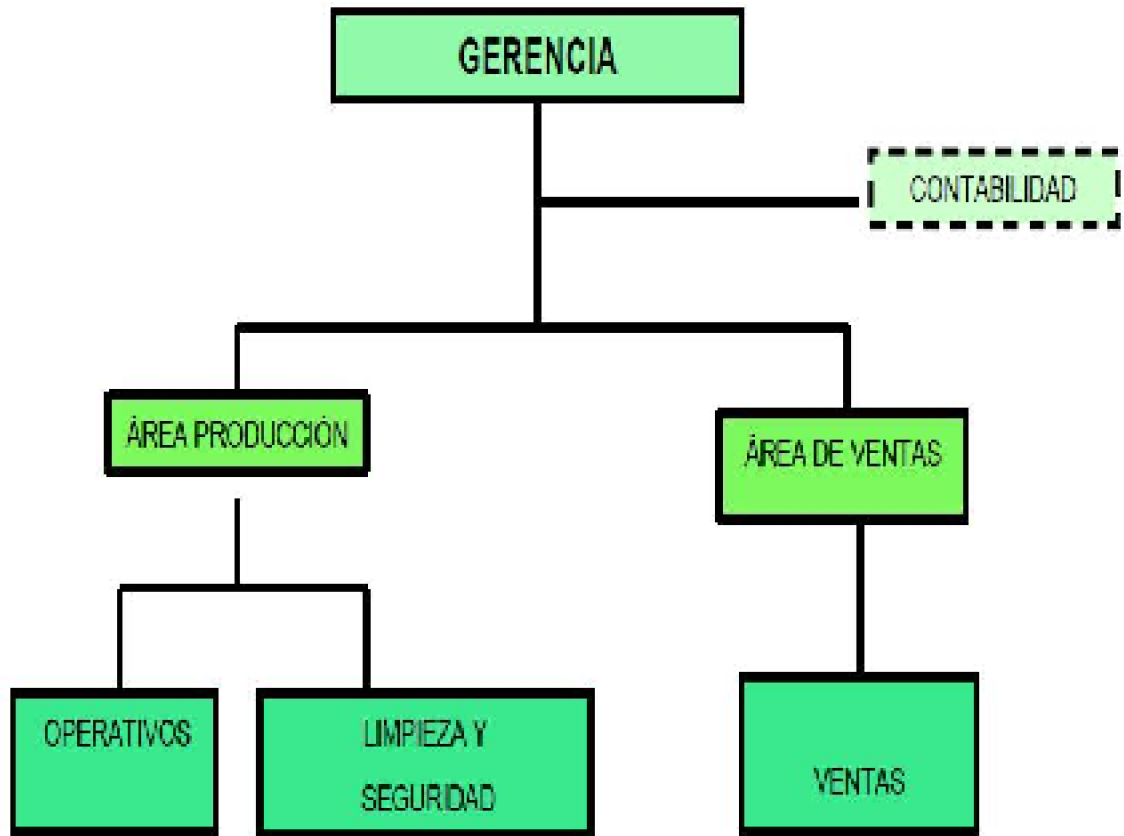 GERENCIA
CONTABILIDAD
ÁREA PRODUCCIÓN
ÁREA DE VENTAS
OPERATIVOS
LIMPIEZA Y
SEGURIDAD
VENTAS